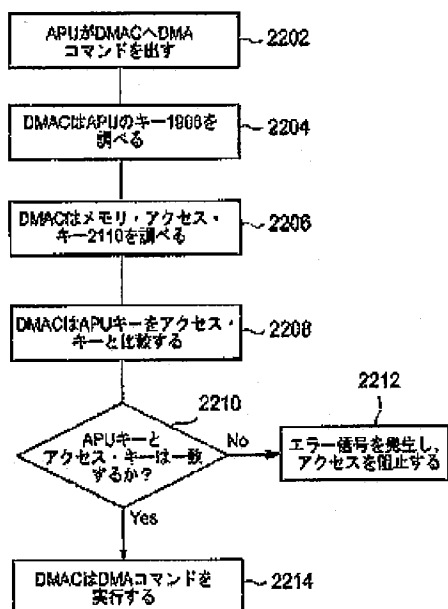 APUがDMACへDMA
コマンドを出す
2202
DMACはAPUのキー1906を
調べる
2204
DMACはメモリ・アクセス・
キー2110を調べる
2206
DMACはAPUキーをアクセス・
キーと比較する
2208
2210
APUキーと
アクセス・キーは一致
するか?
No
2212
エラー信号を発生し、
アクセスを阻止する
Yes
DMACはDMAコマンドを
実行する
2214